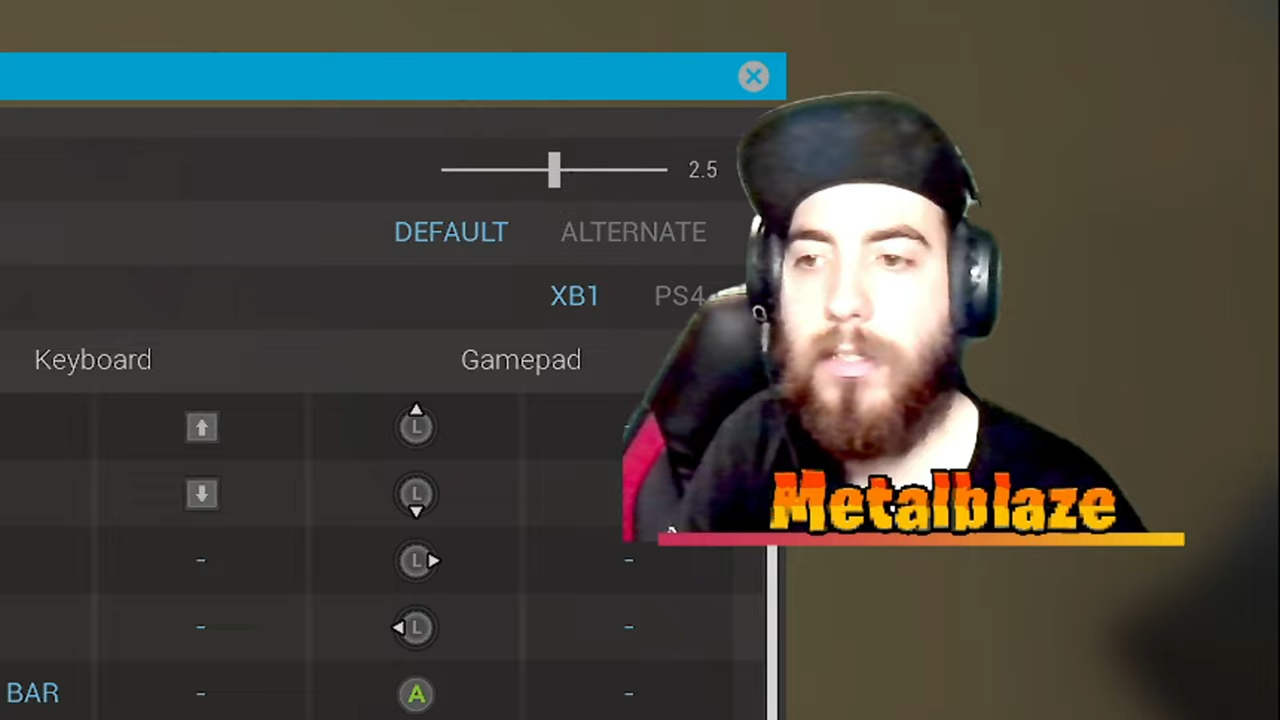 2.5
DEFAULT ALTERNATE
XB1 PS4
Keyboard Gamepad
L
L
- L -
- L -
BAR - A -
Metalblaze